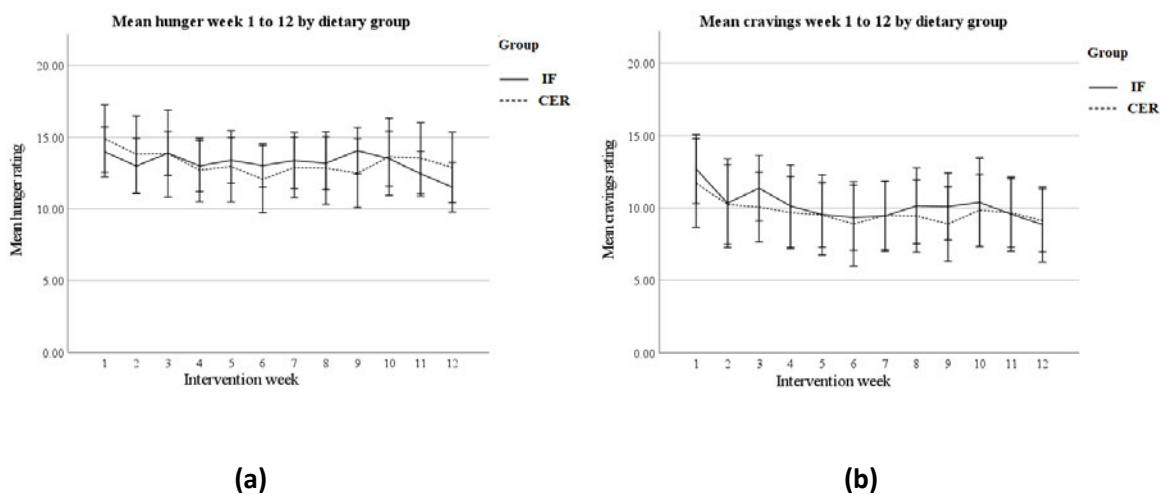 Mean hunger week 1 to 12 by dietary group
Group
IF
CER
Mean hunger rating
20.00
15.00
10.00
5.00
0.00
1 2 3 4 5 6 7 8 9 10 11 12
Intervention week
(a)
Mean cravings week 1 to 12 by dietary group
Group
IF
CER
Mean cravings rating
20.00
15.00
10.00
5.00
0.00
1 2 3 4 5 6 7 8 9 10 11 12
Intervention week
(b)